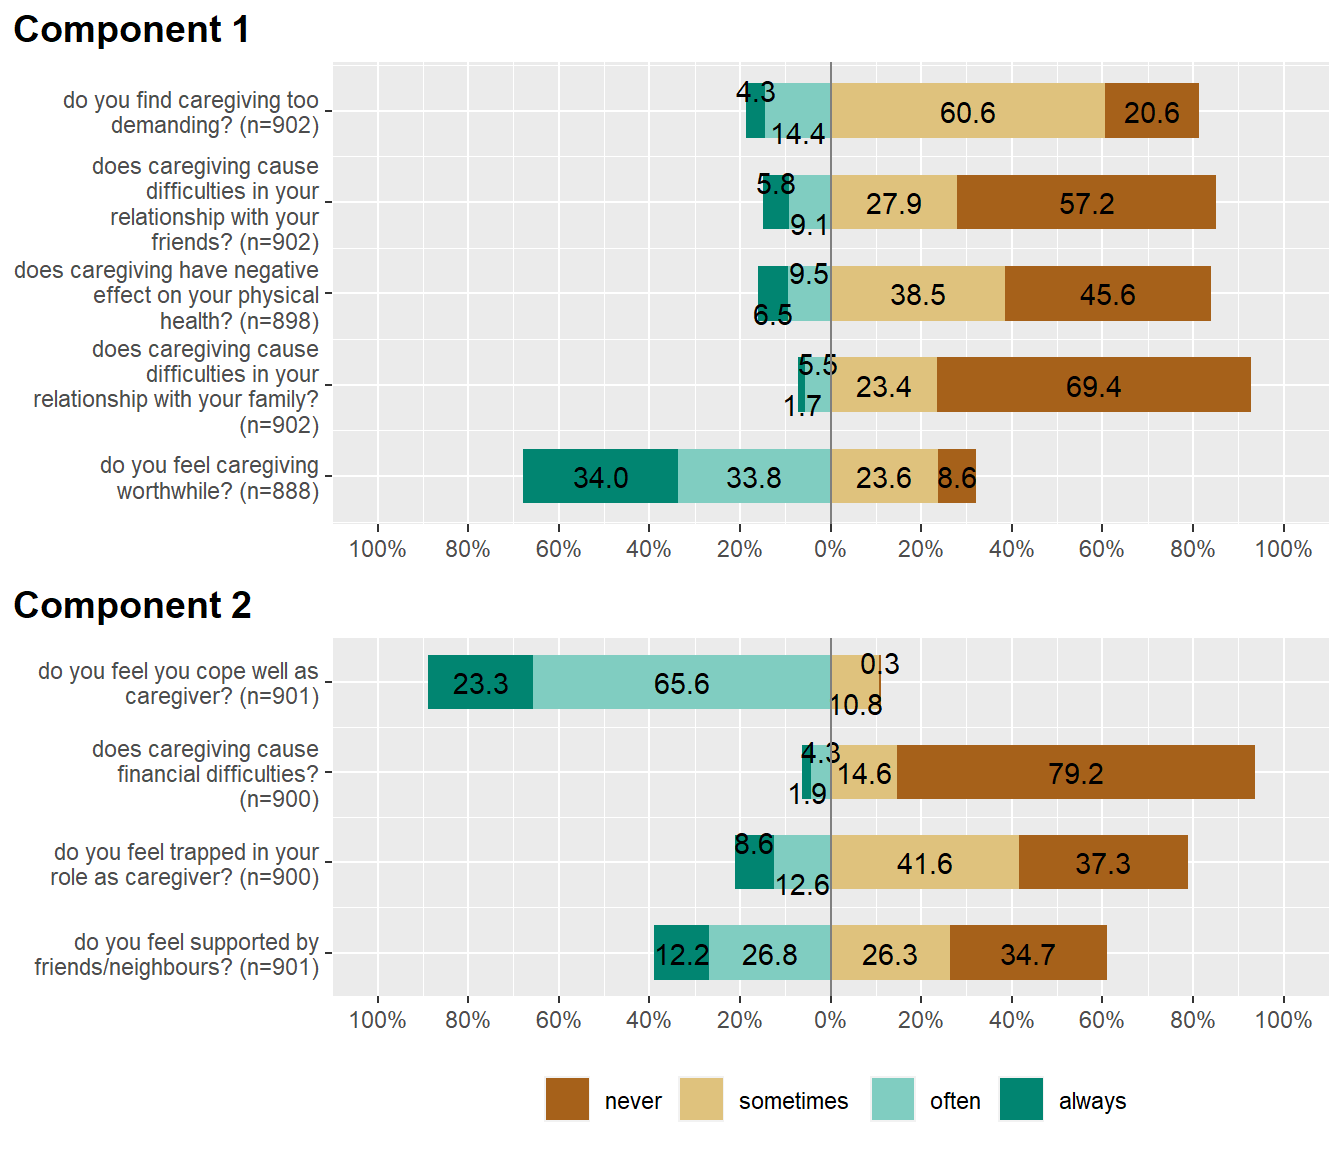 Component 1
do you find caregiving too
demanding? (n=902)
4.3
14.4
60.6
20.6
does caregiving cause
difficulties in your
relationship with your
friends? (n=902)
5.8
9.1
27.9
57.2
does caregiving have negative
effect on your physical
health? (n=898)
9.5
6.5
38.5
45.6
does caregiving cause
difficulties in your
relationship with your family?
(n=902)
5.5
1.7
23.4
69.4
do you feel caregiving
worthwhile? (n=888)
34.0
33.8
23.6
8.6
100% 80% 60% 40% 20% 0% 20% 40% 60% 80% 100%
Component 2
do you feel you cope well as
caregiver? (n=901)
23.3
65.6
0.3
10.8
does caregiving cause
financial difficulties?
(n=900)
4.3
1.9
14.6
79.2
do you feel trapped in your
role as caregiver? (n=900)
8.6
12.6
41.6
37.3
do you feel supported by
friends/neighbours? (n=901)
12.2
26.8
26.3
34.7
100% 80% 60% 40% 20% 0% 20% 40% 60% 80% 100%
never sometimes often always